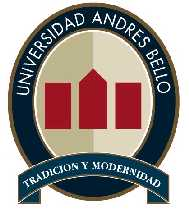 UNIVERSIDAD ANDRES BELLO
TRADICION Y MODERNIDAD